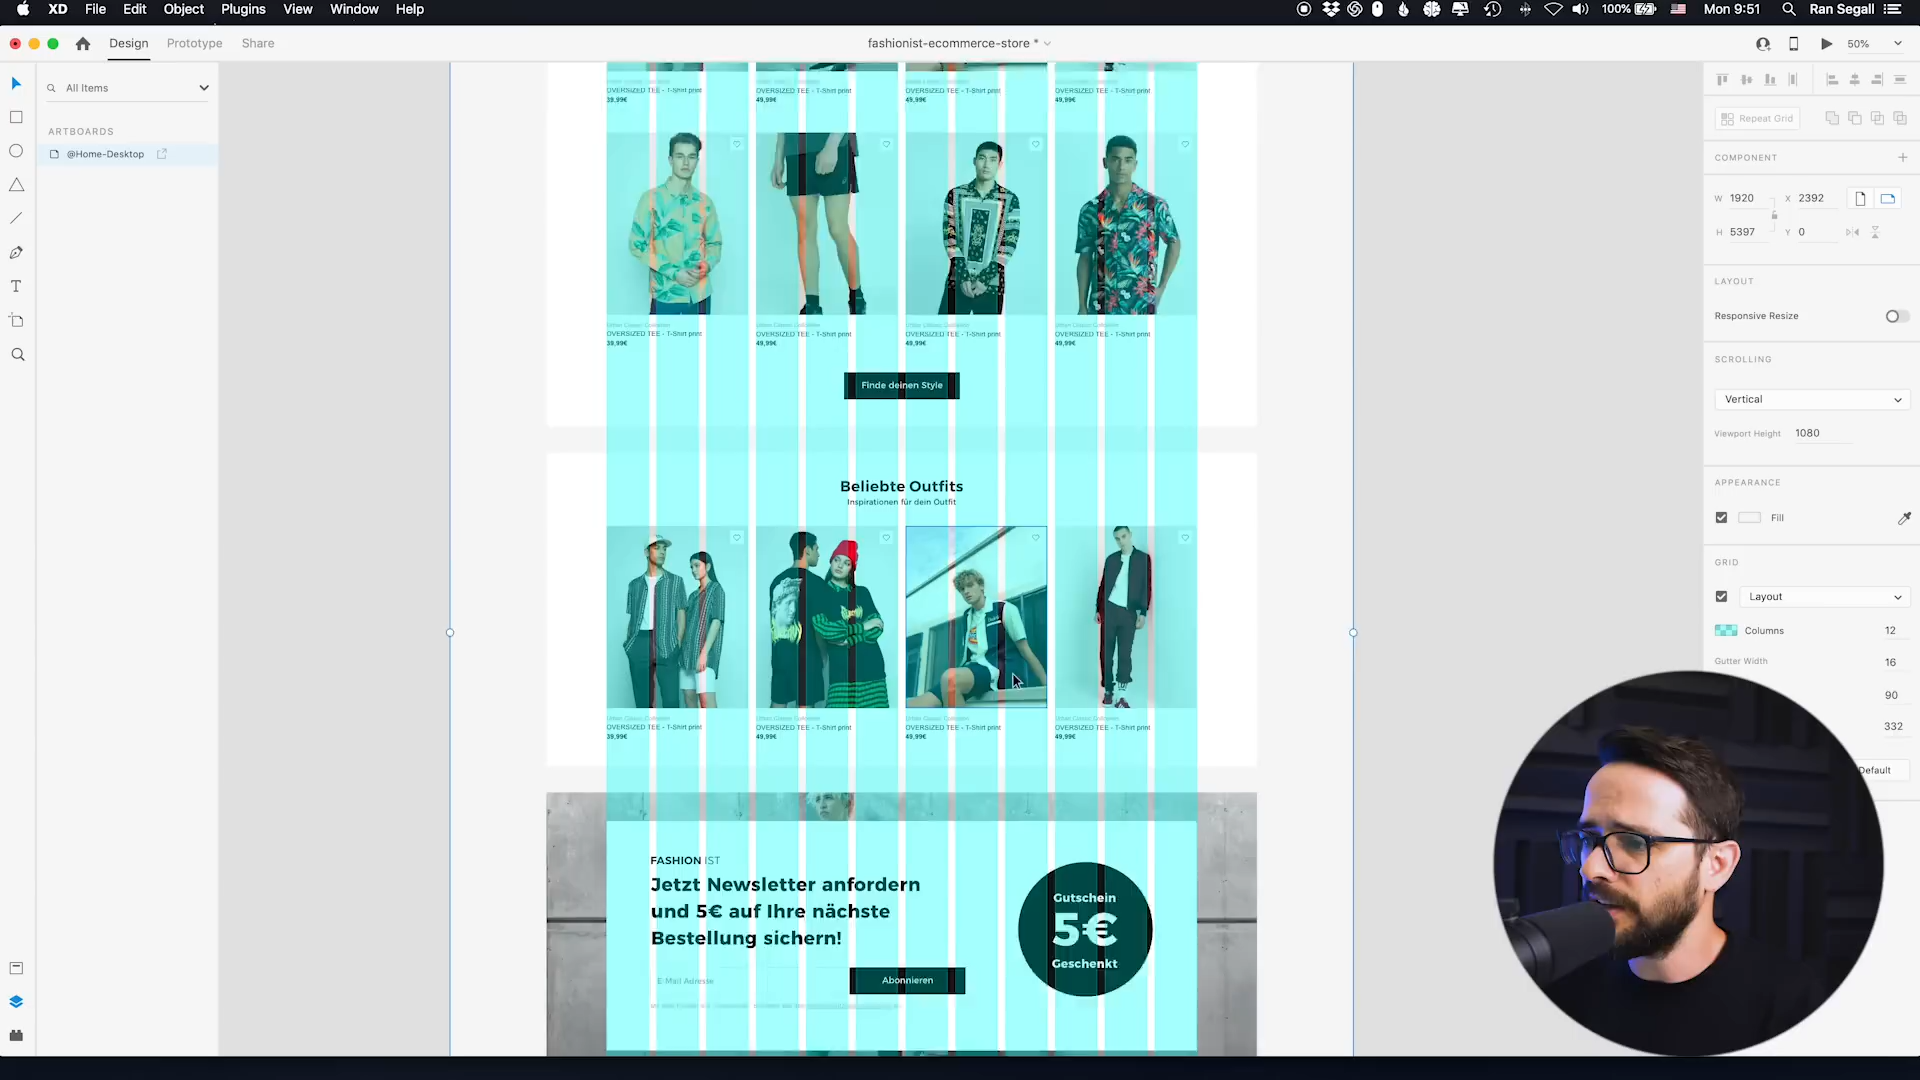 XD File Edit Object Plugins View Window Help
100% Mon 9:51 Ran Segall
Design Prototype Share
fashionist-ecommerce-store *
50%
All Items
ARTBOARDS
@Home-Desktop
OVERSIZED TEE - T-Shirt print
39,99€
OVERSIZED TEE - T-Shirt print
49,99€
OVERSIZED TEE - T-Shirt print
49,99€
OVERSIZED TEE - T-Shirt print
49,99€
OVERSIZED TEE - T-Shirt print
39,99€
OVERSIZED TEE - T-Shirt print
49,99€
OVERSIZED TEE - T-Shirt print
49,99€
OVERSIZED TEE - T-Shirt print
49,99€
Finde deinen Style
Beliebte Outfits
Inspirationen für dein Outfit
OVERSIZED TEE - T-Shirt print
39,99€
OVERSIZED TEE - T-Shirt print
49,99€
OVERSIZED TEE - T-Shirt print
49,99€
OVERSIZED TEE - T-Shirt print
49,99€
FASHION IST
Jetzt Newsletter anfordern
und 5€ auf Ihre nächste
Bestellung sichern!
E-Mail Adresse
Abonnieren
Gutschein
5€
Geschenkt
Repeat Grid
COMPONENT
W 1920 X 2392
H 5397 Y 0
LAYOUT
Responsive Resize
SCROLLING
Vertical
Viewport Height 1080
APPEARANCE
Fill
GRID
Layout
Columns 12
Gutter Width 16
90
332
Default